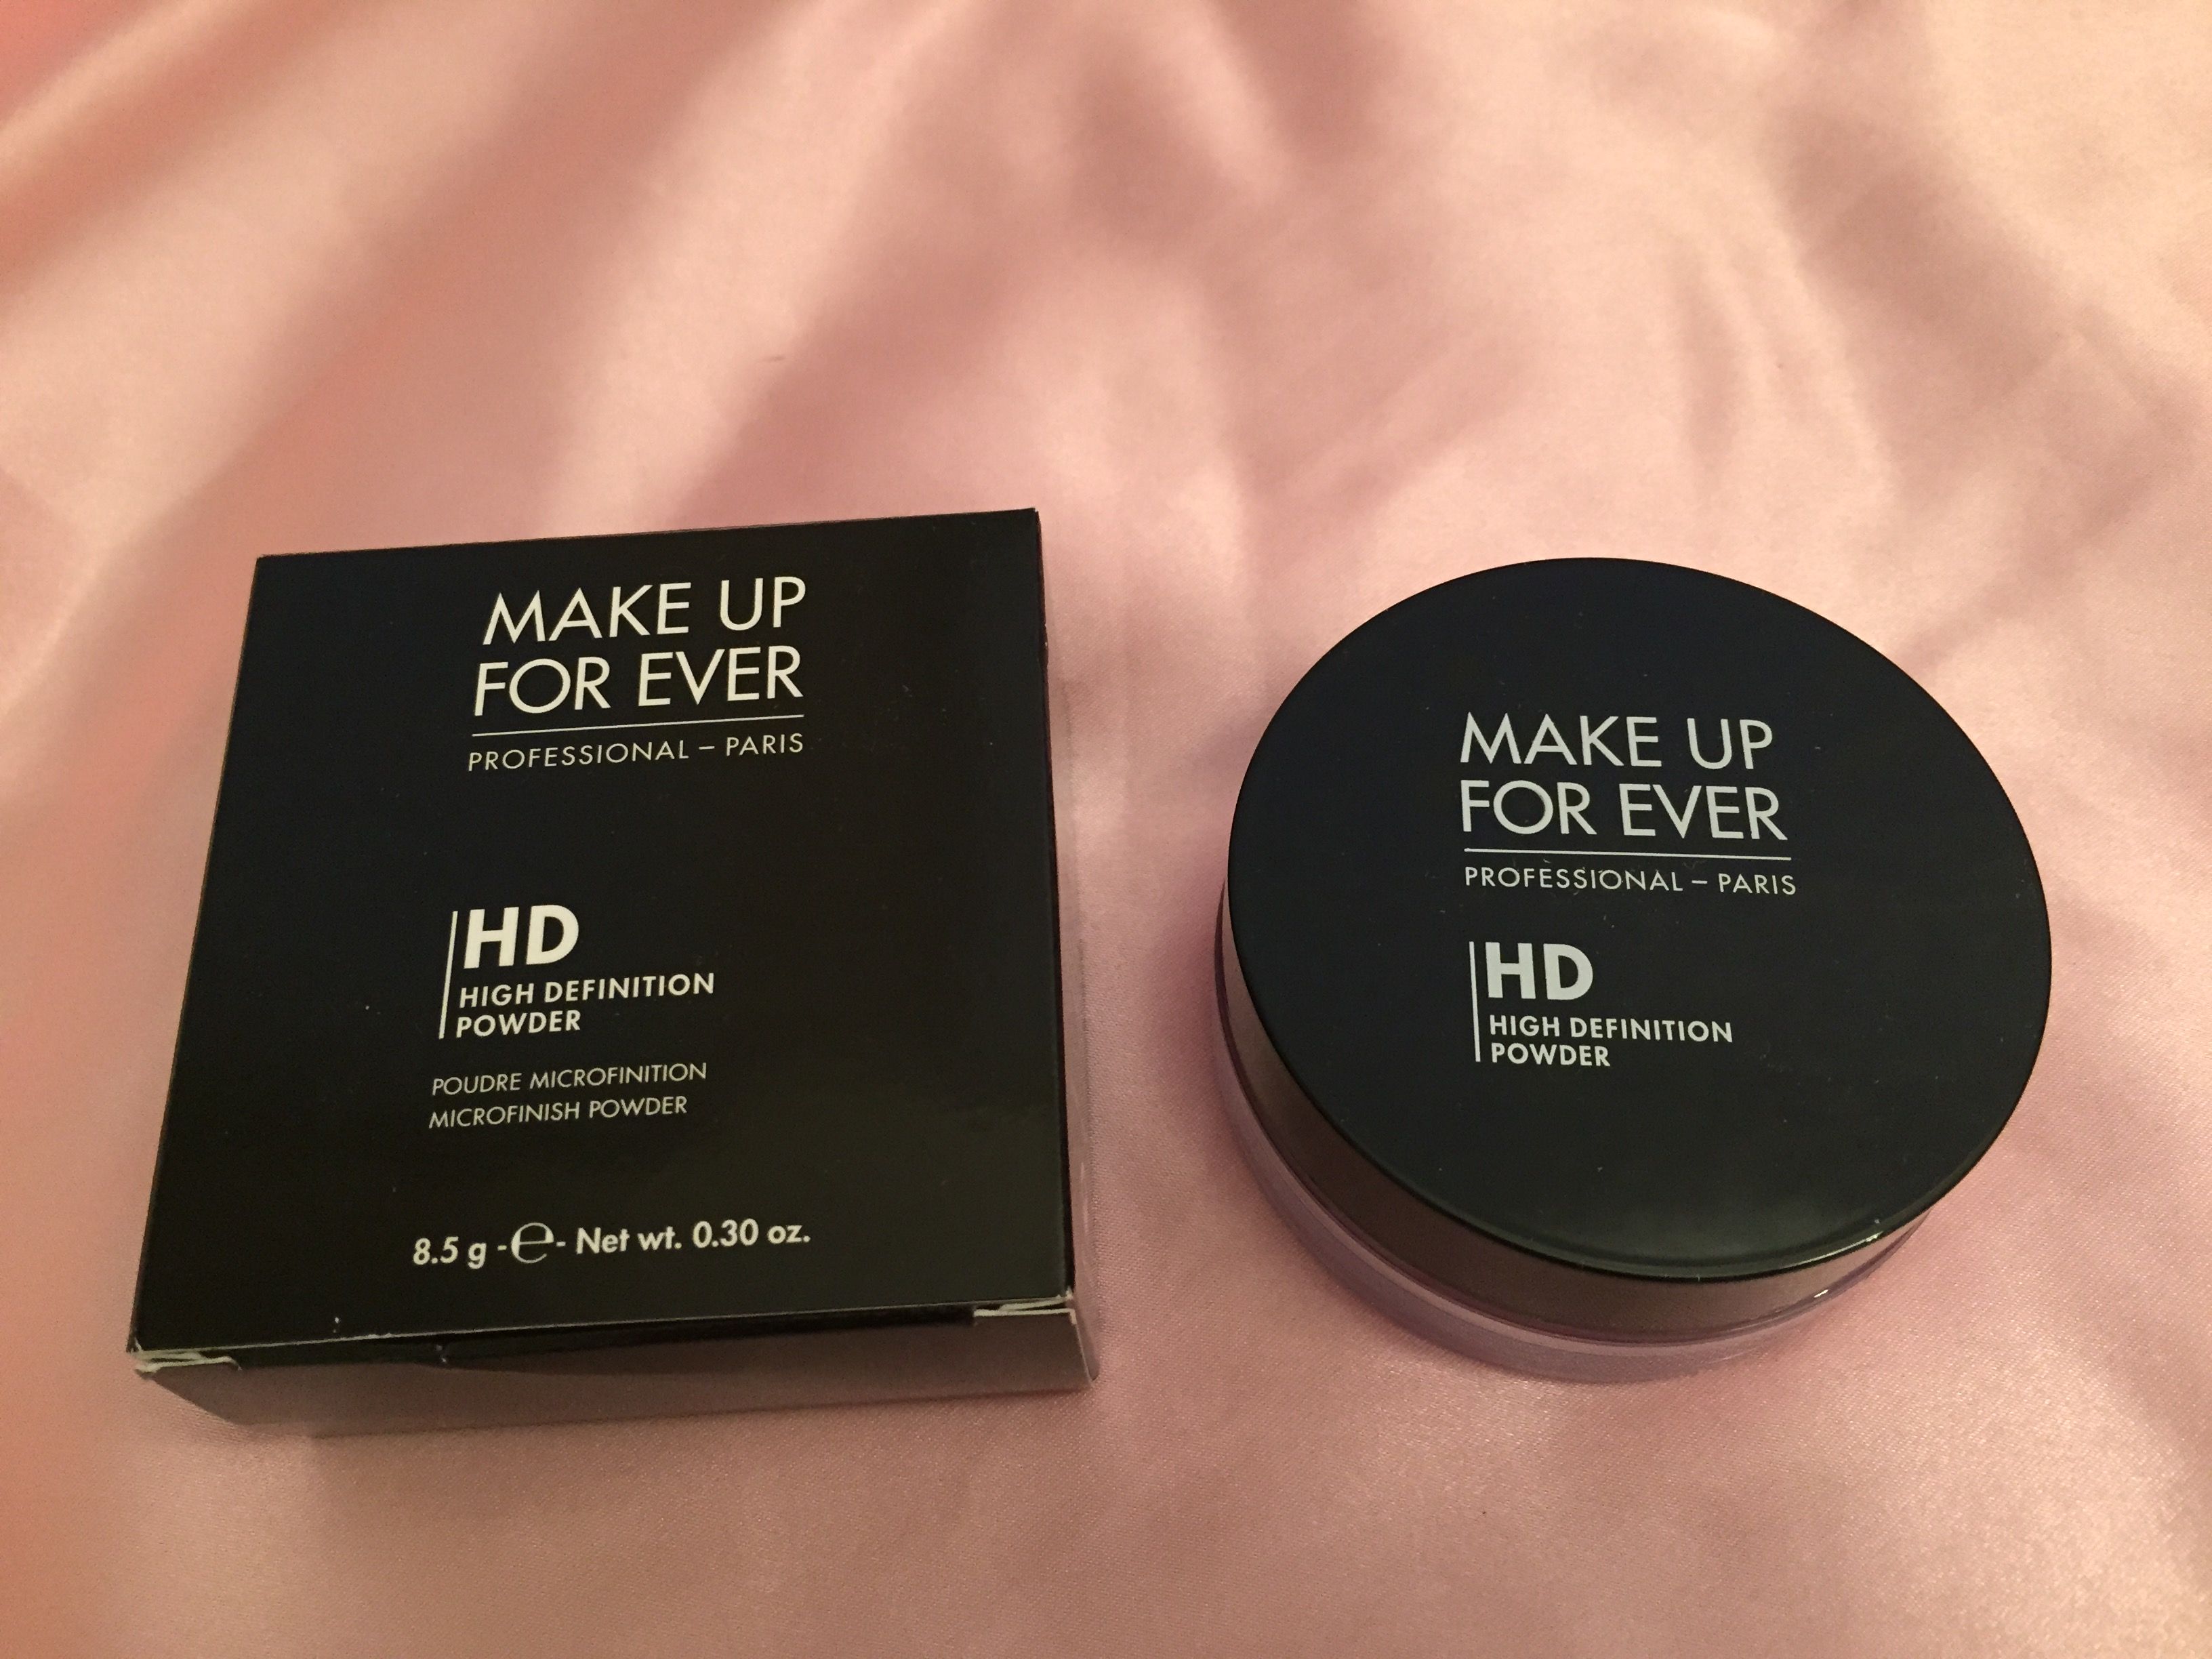 MAKE UP
FOR EVER
PROFESSIONAL – PARIS
HD
HIGH DEFINITION
POWDER
POUDRE MICROFINITION
MICROFINISH POWDER
8.5 g -e- Net wt. 0.30 oz.
MAKE UP
FOR EVER
PROFESSIONAL – PARIS
HD
HIGH DEFINITION
POWDER